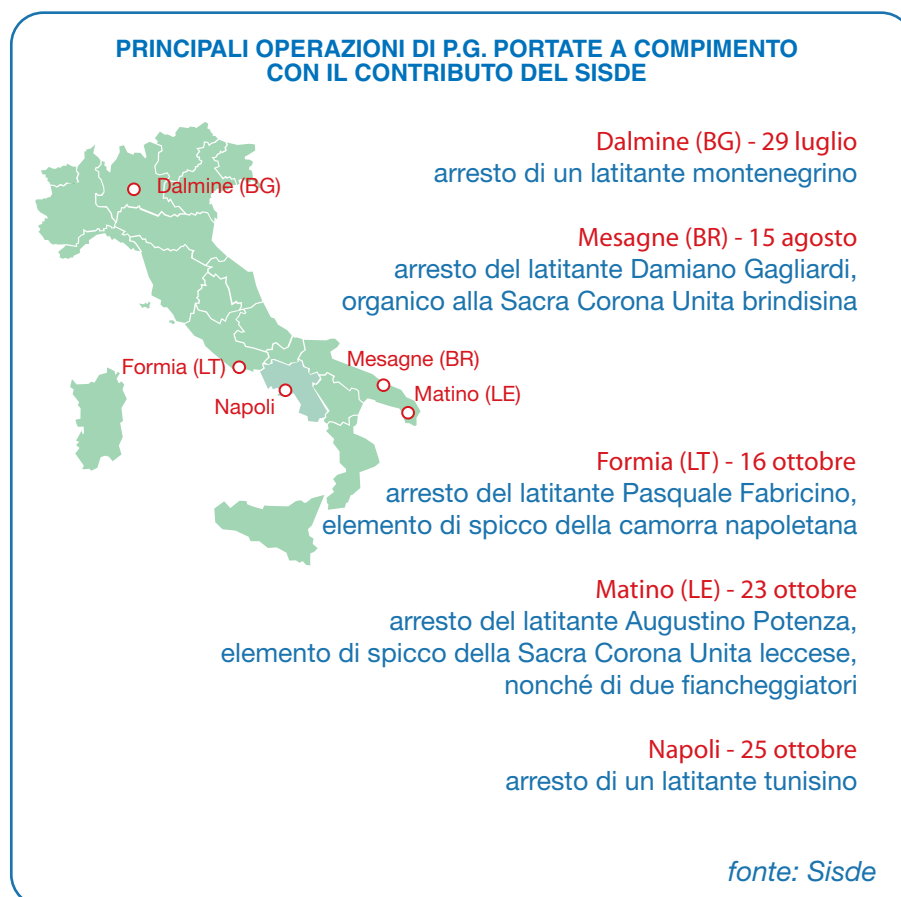 PRINCIPALI OPERAZIONI DI P.G. PORTATE A COMPIMENTO
CON IL CONTRIBUTO DEL SISDE
Dalmine (BG)
Formia (LT)
Napoli
Mesagne (BR)
Matino (LE)
Dalmine (BG) - 29 luglio
arresto di un latitante montenegrino
Mesagne (BR) - 15 agosto
arresto del latitante Damiano Gagliardi,
organico alla Sacra Corona Unita brindisina
Formia (LT) - 16 ottobre
arresto del latitante Pasquale Fabricino,
elemento di spicco della camorra napoletana
Matino (LE) - 23 ottobre
arresto del latitante Augustino Potenza,
elemento di spicco della Sacra Corona Unita leccese,
nonché di due fiancheggiatori
Napoli - 25 ottobre
arresto di un latitante tunisino
fonte: Sisde